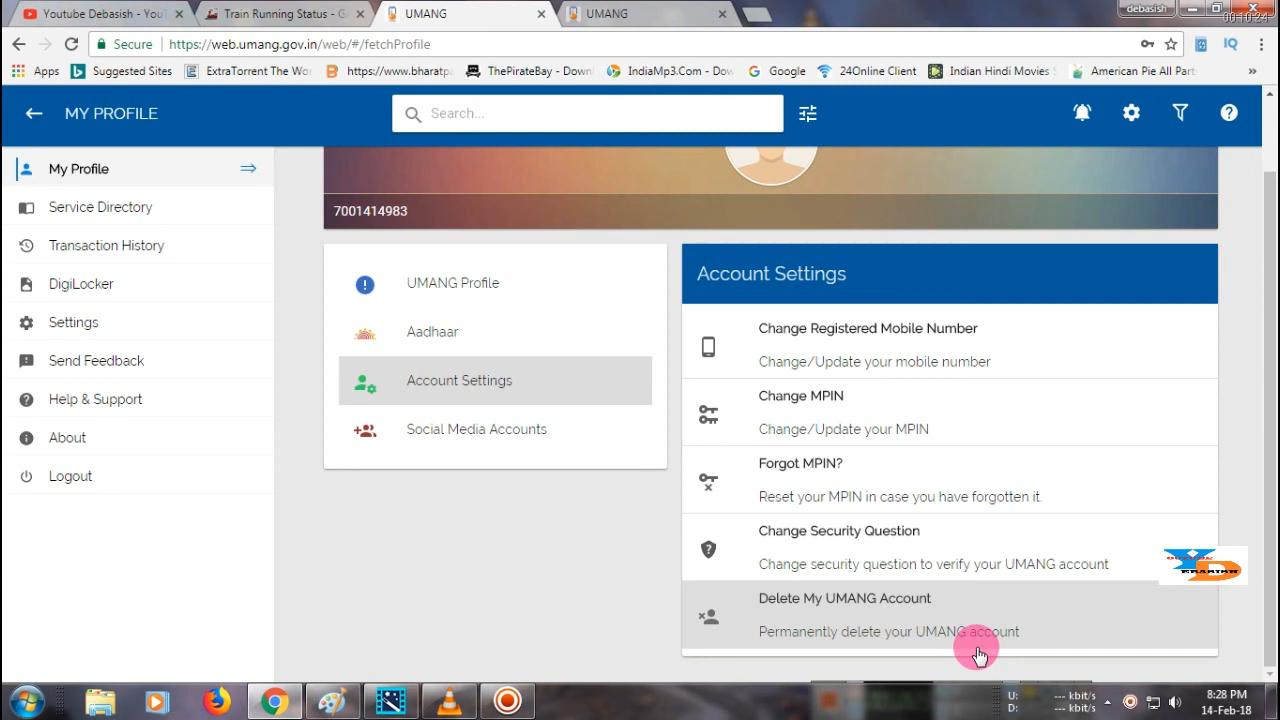 Youtube Debasish - You
Train Running Status - G
UMANG
UMANG
debasish
00:10:24
Secure
https://web.umang.gov.in/web/#/fetchProfile
Apps
Suggested Sites
ExtraTorrent The Wor
https://www.bharatpa
ThePirateBay - Downl
IndiaMp3.Com - Dow
Google
24Online Client
Indian Hindi Movies S
American Pie All Part
MY PROFILE
Search...
My Profile
Service Directory
Transaction History
DigiLocker
Settings
Send Feedback
Help & Support
About
Logout
7001414983
UMANG Profile
Aadhaar
Account Settings
Social Media Accounts
Account Settings
Change Registered Mobile Number
Change/Update your mobile number
Change MPIN
Change/Update your MPIN
Forgot MPIN?
Reset your MPIN in case you have forgotten it.
Change Security Question
Change security question to verify your UMANG account
Delete My UMANG Account
Permanently delete your UMANG account
U: --- kbit/s
D: --- kbit/s
8:28 PM
14-Feb-18